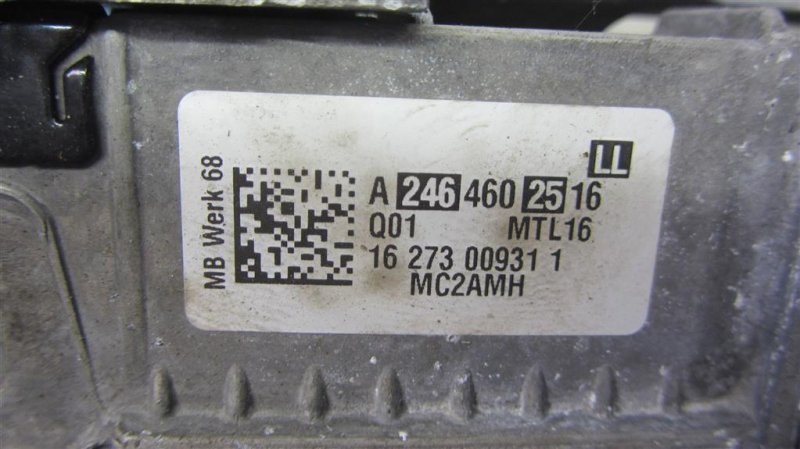 MB Werk 68
LL
A 246 460 25 16
Q01 MTL16
16 273 00931 1
MC2AMH